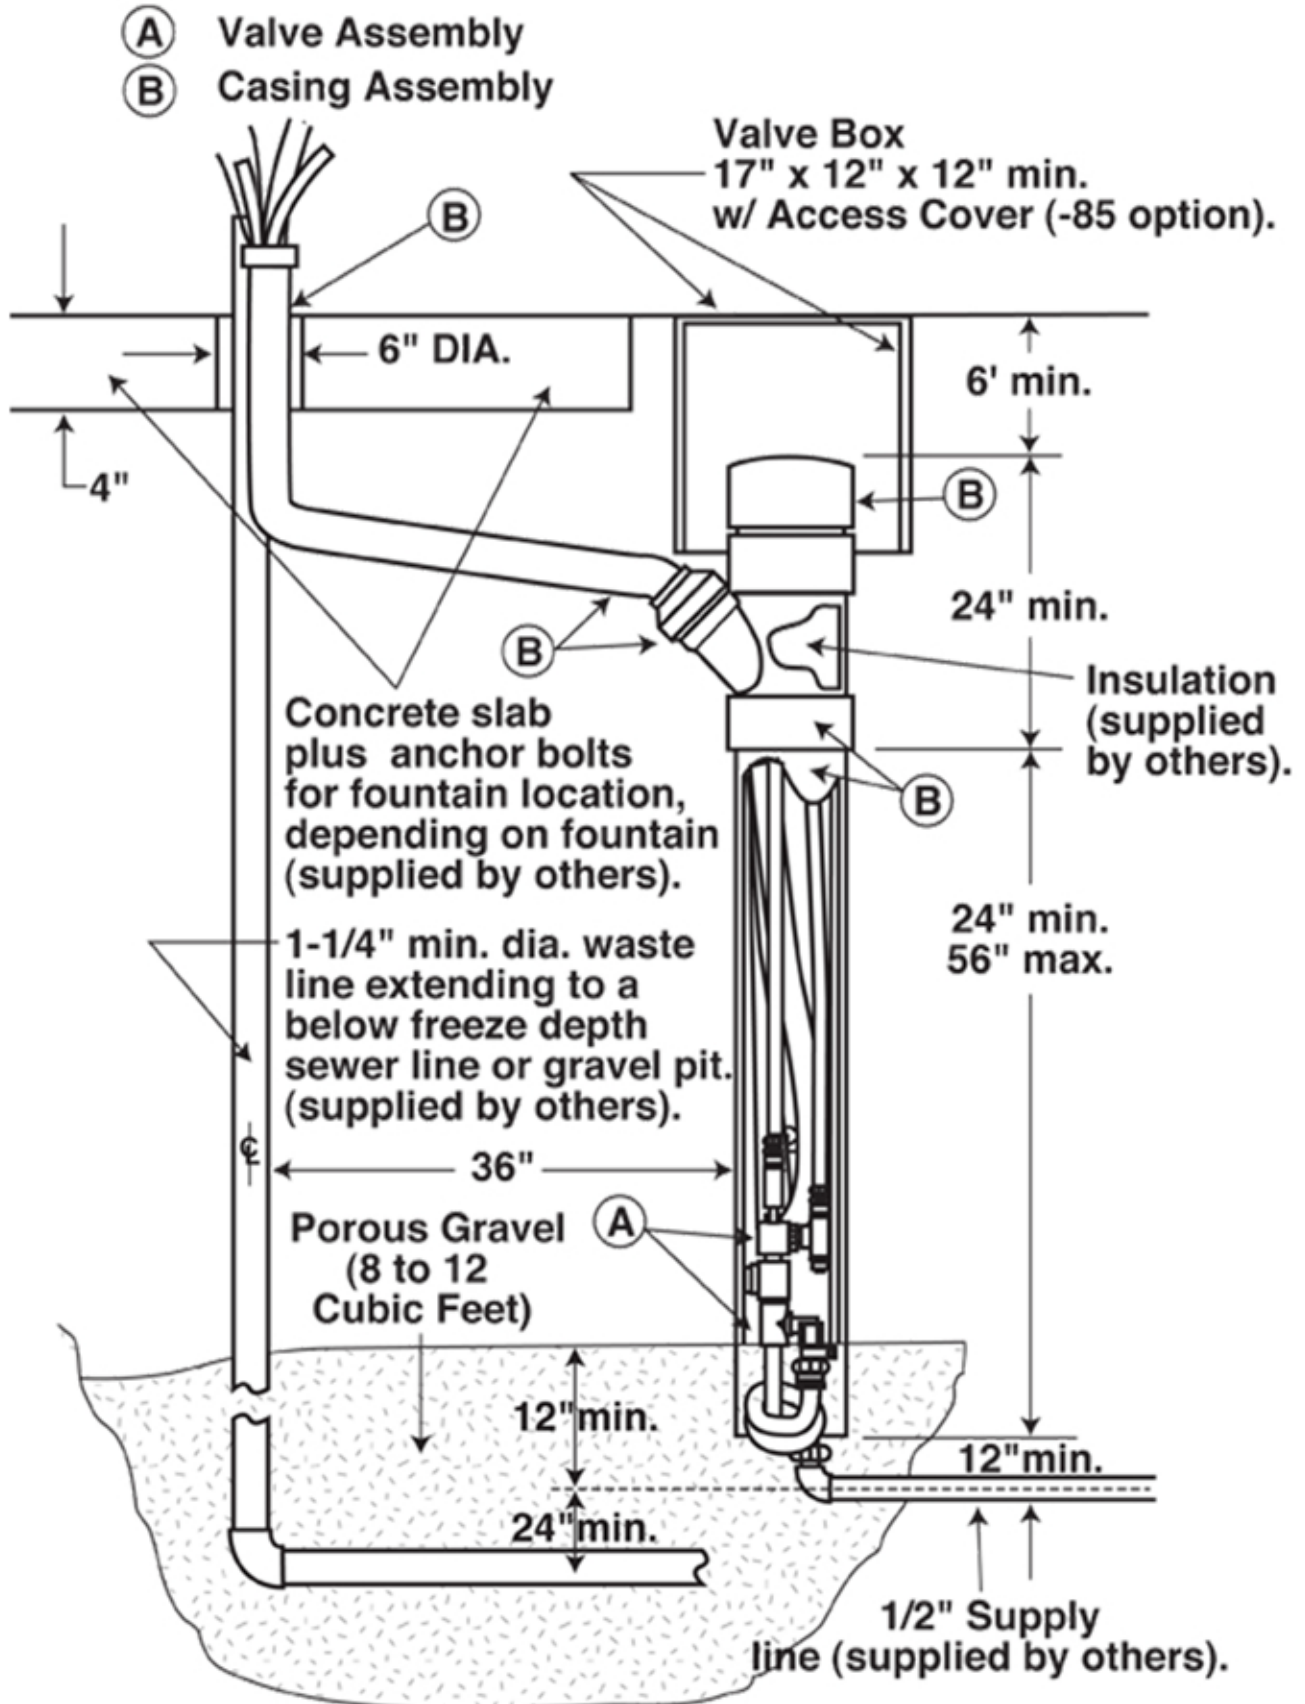 A Valve Assembly
B Casing Assembly
Valve Box
17" x 12" x 12" min.
w/ Access Cover (-85 option).
B
6" DIA.
6' min.
4"
B
24" min.
B
Insulation
(supplied
by others).
B
Concrete slab
plus anchor bolts
for fountain location,
depending on fountain
(supplied by others).
24" min.
56" max.
1-1/4" min. dia. waste
line extending to a
below freeze depth
sewer line or gravel pit.
(supplied by others).
℄
36"
A
Porous Gravel
(8 to 12
Cubic Feet)
12"min.
12"min.
24"min.
1/2" Supply
line (supplied by others).